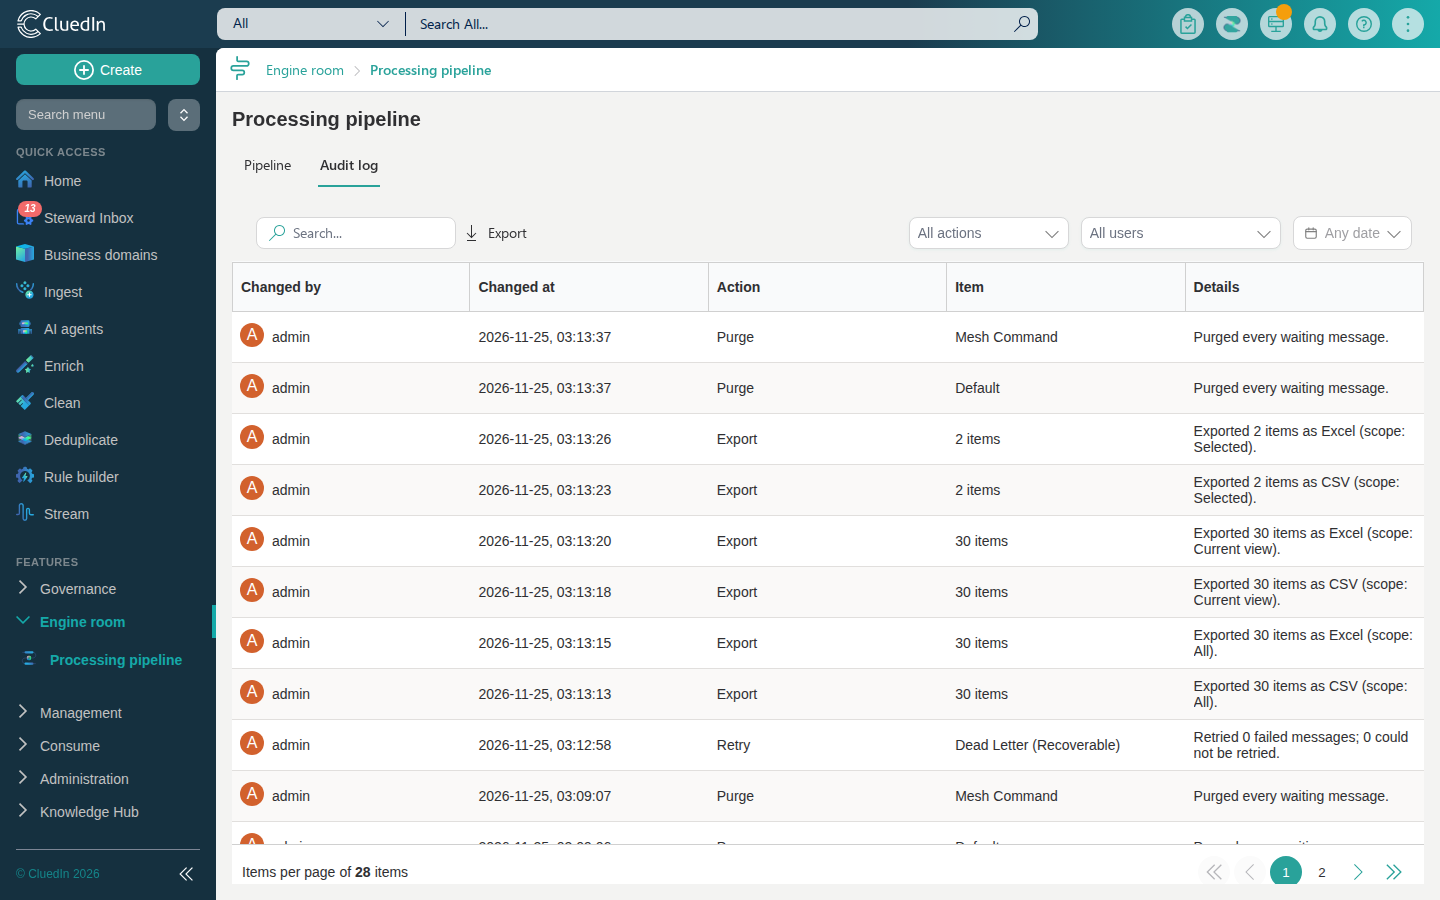 CluedIn
All
Search All...
Create
Search menu
QUICK ACCESS
Home
13
Steward Inbox
Business domains
Ingest
AI agents
Enrich
Clean
Deduplicate
Rule builder
Stream
FEATURES
Governance
Engine room
Processing pipeline
Management
Consume
Administration
Knowledge Hub
© CluedIn 2026
Engine room
Processing pipeline
Processing pipeline
Pipeline
Audit log
Search...
Export
All actions
All users
Any date
Changed by Changed at Action Item Details
A admin 2026-11-25, 03:13:37 Purge Mesh Command Purged every waiting message.
A admin 2026-11-25, 03:13:37 Purge Default Purged every waiting message.
A admin 2026-11-25, 03:13:26 Export 2 items Exported 2 items as Excel (scope:
Selected).
A admin 2026-11-25, 03:13:23 Export 2 items Exported 2 items as CSV (scope:
Selected).
A admin 2026-11-25, 03:13:20 Export 30 items Exported 30 items as Excel (scope:
Current view).
A admin 2026-11-25, 03:13:18 Export 30 items Exported 30 items as CSV (scope:
Current view).
A admin 2026-11-25, 03:13:15 Export 30 items Exported 30 items as Excel (scope:
All).
A admin 2026-11-25, 03:13:13 Export 30 items Exported 30 items as CSV (scope:
All).
A admin 2026-11-25, 03:12:58 Retry Dead Letter (Recoverable) Retried 0 failed messages; 0 could
not be retried.
A admin 2026-11-25, 03:09:07 Purge Mesh Command Purged every waiting message.
Items per page of 28 items
1
2